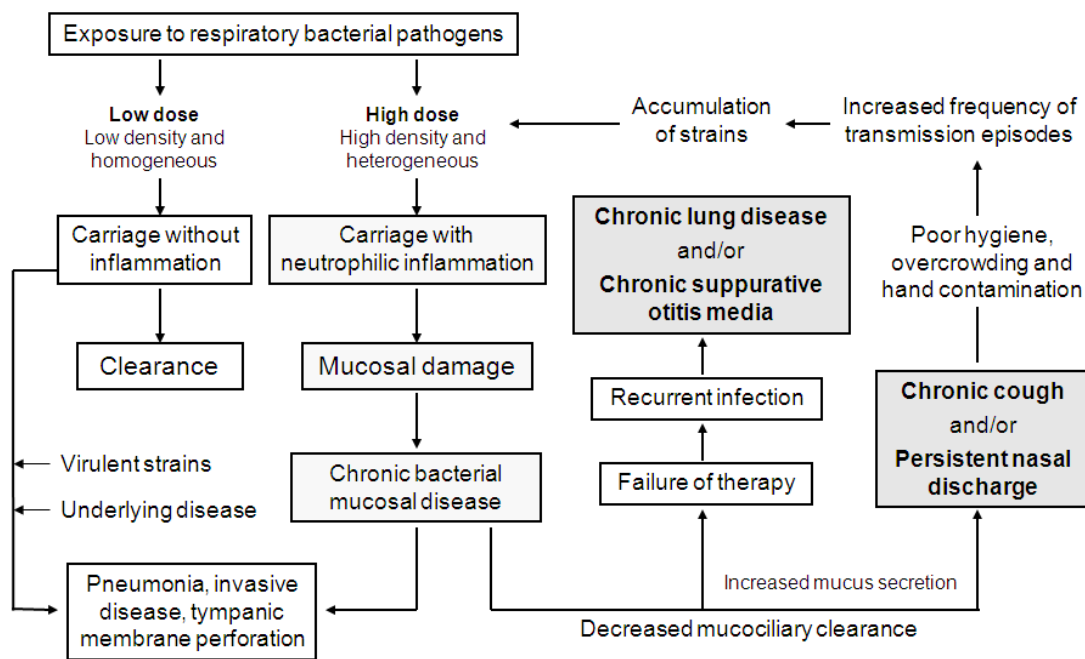 Exposure to respiratory bacterial pathogens
Low dose
Low density and
homogeneous
High dose
High density and
heterogeneous
Accumulation
of strains
Increased frequency of
transmission episodes
Carriage without
inflammation
Carriage with
neutrophilic inflammation
Chronic lung disease
and/or
Chronic suppurative
otitis media
Poor hygiene,
overcrowding and
hand contamination
Clearance
Mucosal damage
Recurrent infection
Chronic cough
and/or
Persistent nasal
discharge
Virulent strains
Underlying disease
Chronic bacterial
mucosal disease
Failure of therapy
Pneumonia, invasive
disease, tympanic
membrane perforation
Increased mucus secretion
Decreased mucociliary clearance